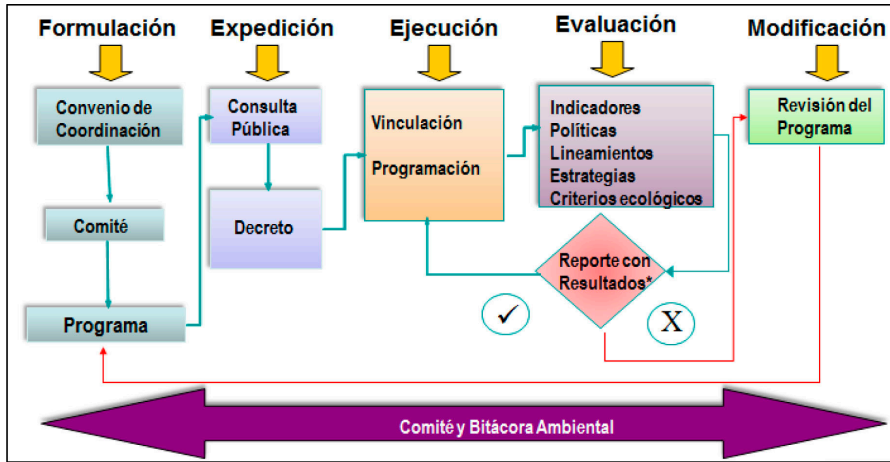 Formulación
Expedición
Ejecución
Evaluación
Modificación
Convenio de
Coordinación
Comité
Programa
Consulta
Pública
Decreto
Vinculación
Programación
Indicadores
Políticas
Lineamientos
Estrategias
Criterios ecológicos
Reporte con
Resultados*
✓
X
Revisión del
Programa
Comité y Bitácora Ambiental